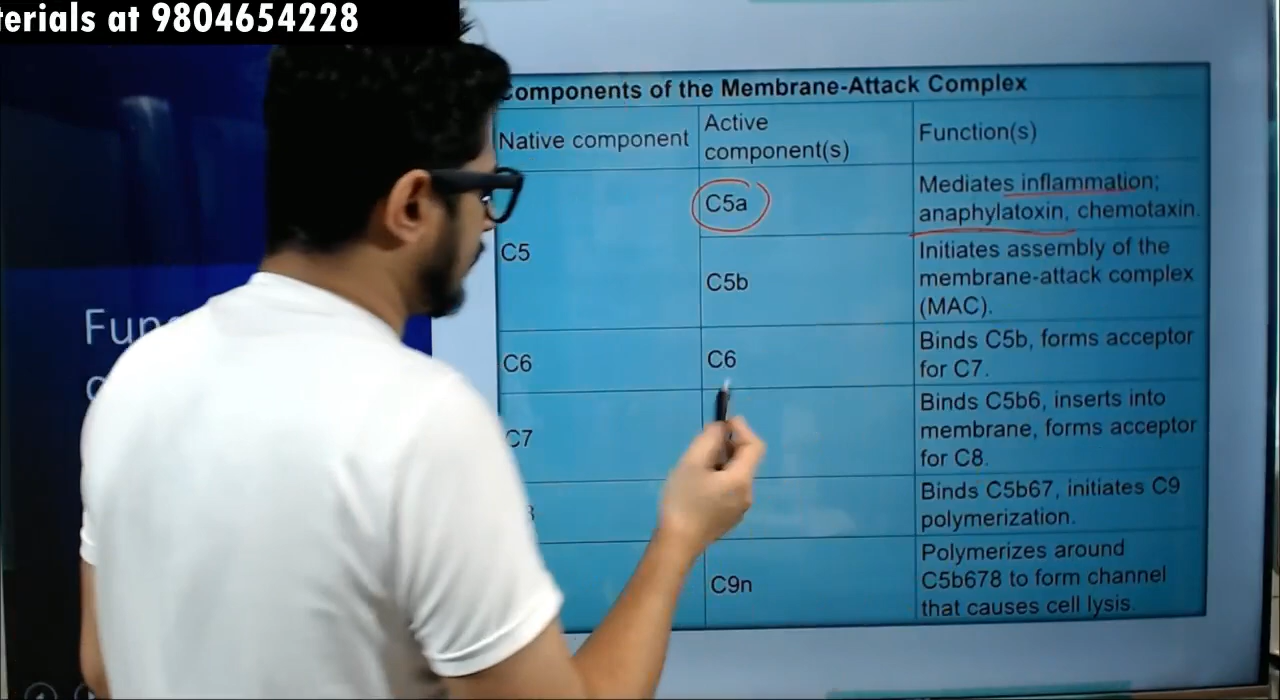 terials at 9804654228
Components of the Membrane-Attack Complex
Native component
Active
component(s)
Function(s)
C5
C5a
Mediates inflammation;
anaphylatoxin, chemotaxin.
C5b
Initiates assembly of the
membrane-attack complex
(MAC).
C6
C6
Binds C5b, forms acceptor
for C7.
C7
Binds C5b6, inserts into
membrane, forms acceptor
for C8.
Binds C5b67, initiates C9
polymerization.
C9n
Polymerizes around
C5b678 to form channel
that causes cell lysis.